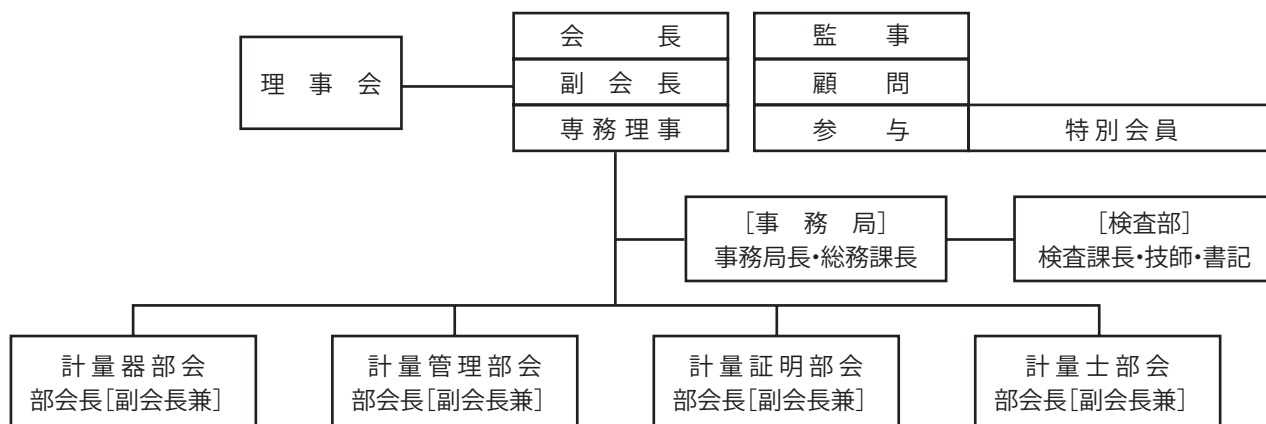 理事会
会長
副会長
専務理事
監事
顧問
参与
特別会員
[事務局]
事務局長・総務課長
[検査部]
検査課長・技師・書記
計量器部会
部会長[副会長兼]
計量管理部会
部会長[副会長兼]
計量証明部会
部会長[副会長兼]
計量士部会
部会長[副会長兼]